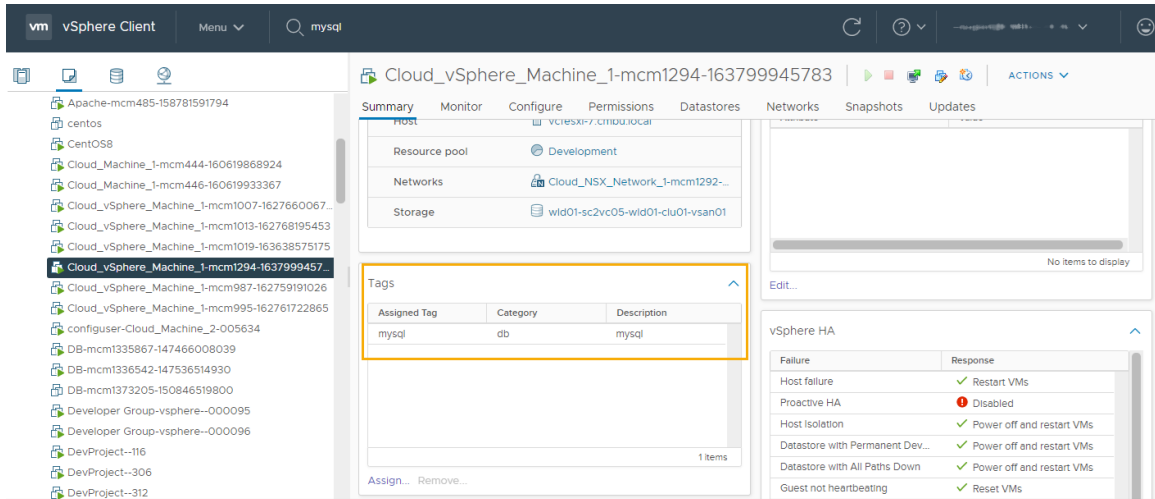 vm vSphere Client Menu mysql
Apache-mcm485-158781591794
centos
CentOS8
Cloud_Machine_1-mcm444-160619868924
Cloud_Machine_1-mcm446-160619933367
Cloud_vSphere_Machine_1-mcm1007-1627660067...
Cloud_vSphere_Machine_1-mcm1013-162768195453
Cloud_vSphere_Machine_1-mcm1019-163638575175
Cloud_vSphere_Machine_1-mcm1294-1637999457...
Cloud_vSphere_Machine_1-mcm987-162759191026
Cloud_vSphere_Machine_1-mcm995-162761722865
configuser-Cloud_Machine_2-005634
DB-mcm1335867-147466008039
DB-mcm1336542-147536514930
DB-mcm1373205-150846519800
Developer Group-vsphere--000095
Developer Group-vsphere--000096
DevProject--116
DevProject--306
DevProject--312
Cloud_vSphere_Machine_1-mcm1294-163799945783 ACTIONS
Summary Monitor Configure Permissions Datastores Networks Snapshots Updates
Host vcfesxi-7.cmbu.local
Resource pool Development
Networks Cloud_NSX_Network_1-mcm1292-...
Storage wld01-sc2vc05-wld01-clu01-vsan01
Tags
Assigned Tag Category Description
mysql db mysql
1 items
Assign... Remove...
Attribute Value
No items to display
Edit...
vSphere HA
Failure Response
Host failure Restart VMs
Proactive HA Disabled
Host Isolation Power off and restart VMs
Datastore with Permanent Dev... Power off and restart VMs
Datastore with All Paths Down Power off and restart VMs
Guest not heartbeating Reset VMs